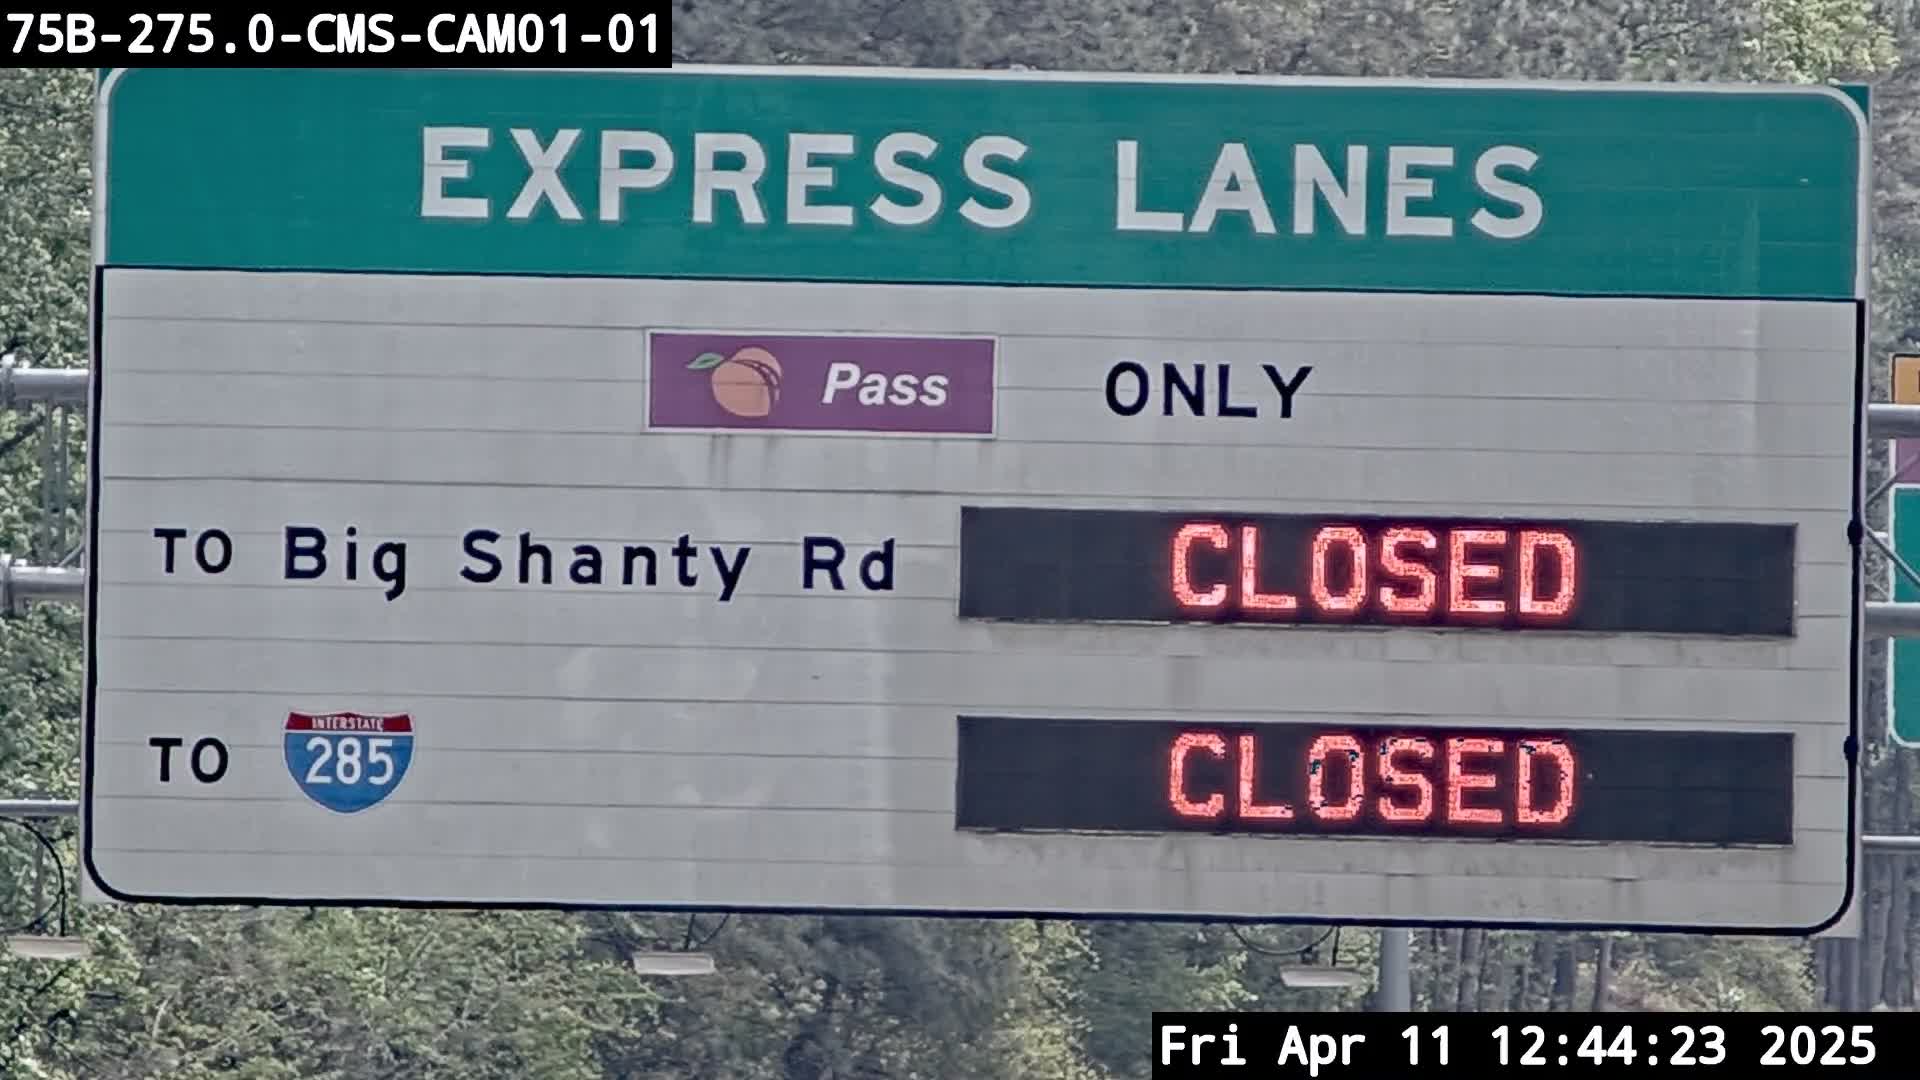 75B-275.0-CMS-CAM01-01
EXPRESS LANES
Pass ONLY
TO Big Shanty Rd CLOSED
TO INTERSTATE 285 CLOSED
Fri Apr 11 12:44:23 2025